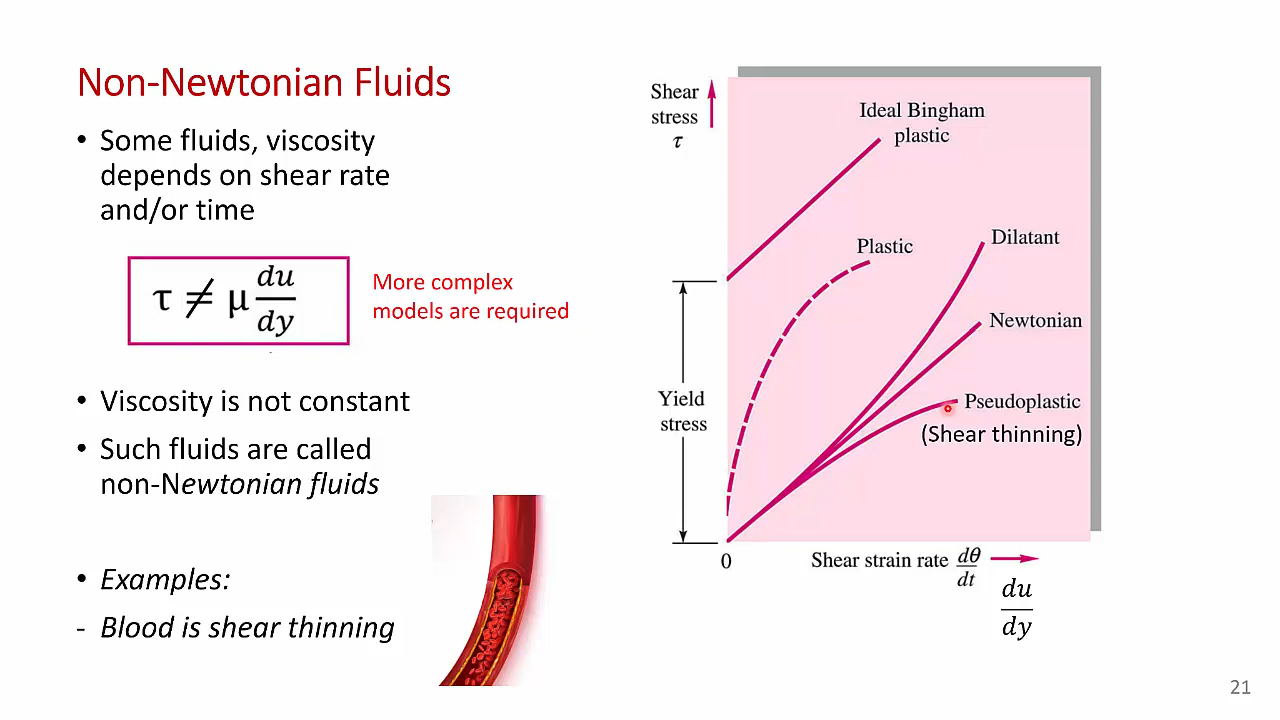 Non-Newtonian Fluids
• Some fluids, viscosity
depends on shear rate
and/or time
τ ≠ μ du/dy
More complex
models are required
• Viscosity is not constant
• Such fluids are called
non-Newtonian fluids
• Examples:
- Blood is shear thinning
Shear
stress
τ
Ideal Bingham
plastic
Plastic
Dilatant
Newtonian
Pseudoplastic
(Shear thinning)
Yield
stress
0
Shear strain rate dθ/dt
du/dy
21